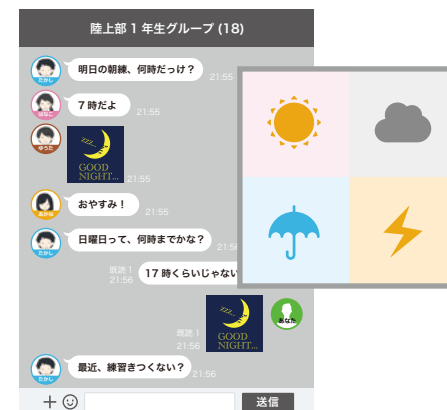 陸上部1年生グループ (18)
明日の朝練、何時だっけ？
21:55
たかし
7時だよ
21:55
はなこ
zzz...
GOOD
NIGHT...
21:55
ゆうた
おやすみ！
21:55
あかね
日曜日って、何時までかな？
21:56
たかし
既読 1
21:56
17時くらいじゃない
zzz...
GOOD
NIGHT...
既読 1
21:56
あなた
最近、練習きつくない？
21:56
たかし
送信